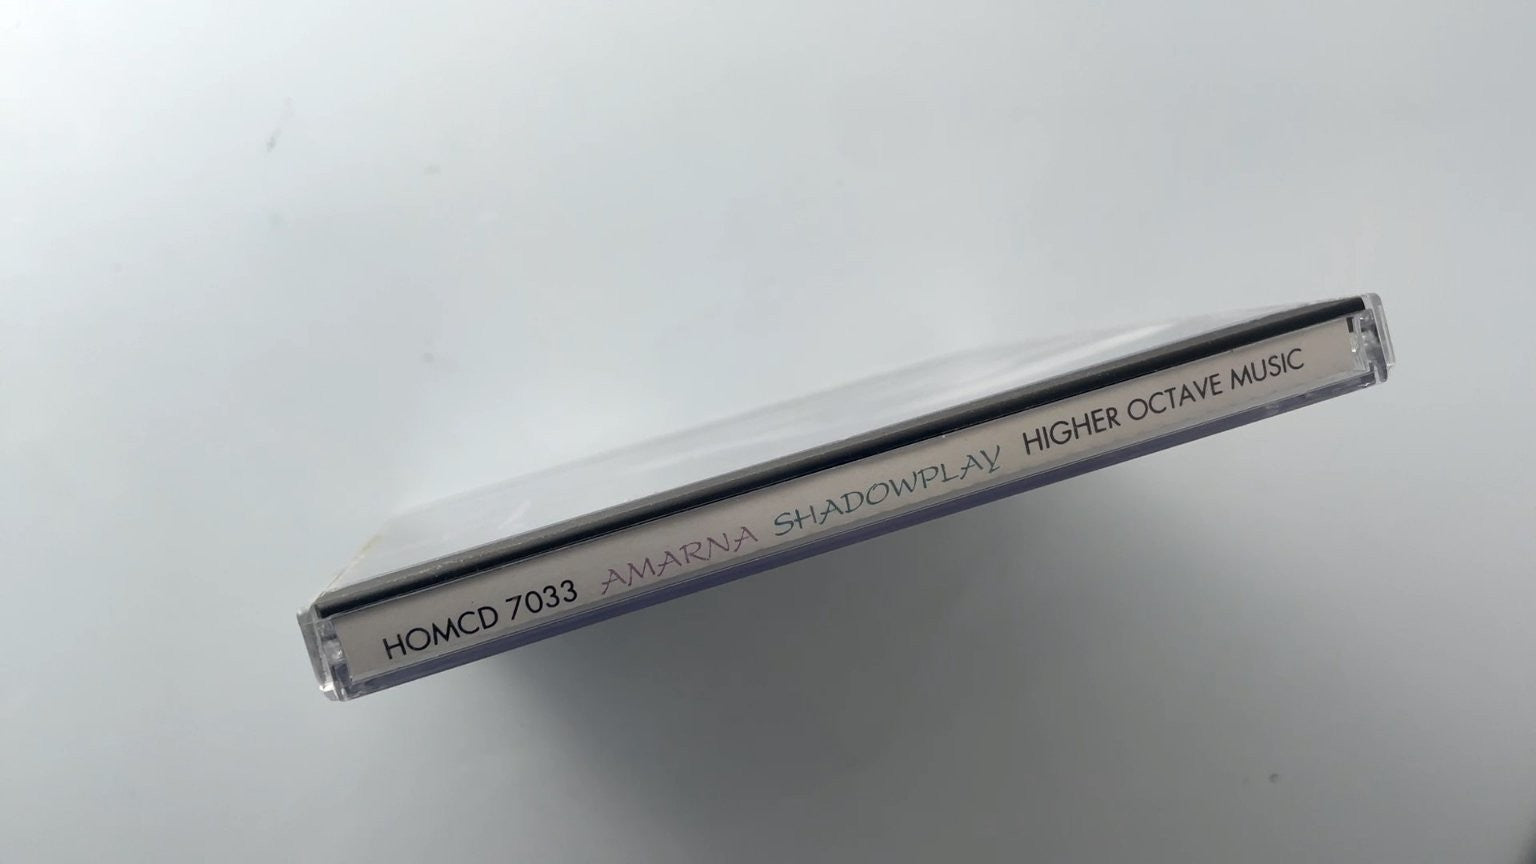 HOMCD 7033 AMARNA SHADOWPLAY HIGHER OCTAVE MUSIC